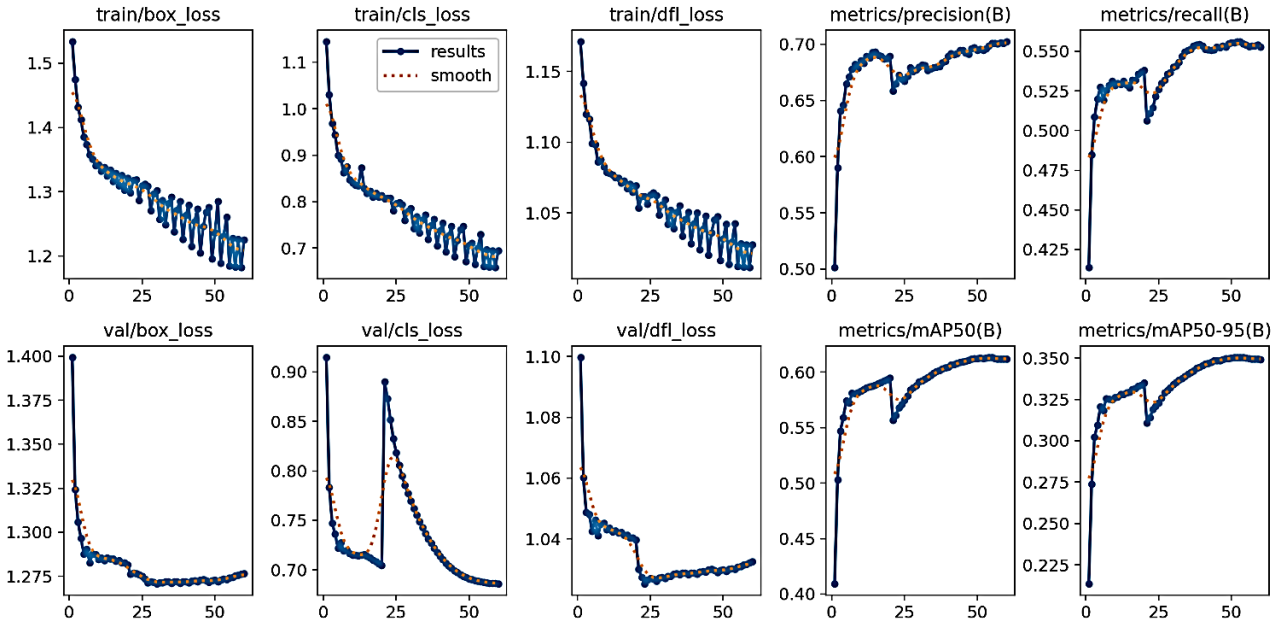 train/box_loss
1.5
1.4
1.3
1.2
0 25 50
train/cls_loss
results
smooth
1.1
1.0
0.9
0.8
0.7
0 25 50
train/dfl_loss
1.15
1.10
1.05
0 25 50
metrics/precision(B)
0.70
0.65
0.60
0.55
0.50
0 25 50
metrics/recall(B)
0.550
0.525
0.500
0.475
0.450
0.425
0 25 50
val/box_loss
1.400
1.375
1.350
1.325
1.300
1.275
0 25 50
val/cls_loss
0.90
0.85
0.80
0.75
0.70
0 25 50
val/dfl_loss
1.10
1.08
1.06
1.04
0 25 50
metrics/mAP50(B)
0.60
0.55
0.50
0.45
0.40
0 25 50
metrics/mAP50-95(B)
0.350
0.325
0.300
0.275
0.250
0.225
0 25 50